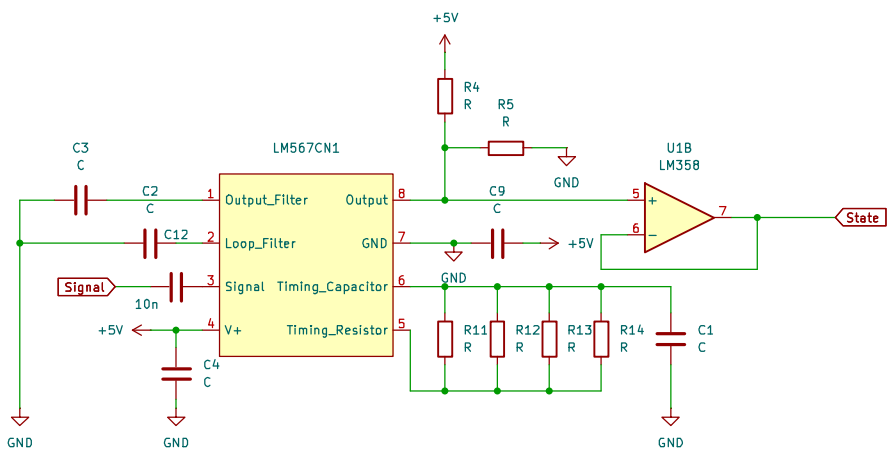 +5V
R4
R
R5
R
GND
C3
C
LM567CN1
U1B
LM358
C2
C
1
Output_Filter
Output
8
C9
C
5
+
7
State
6
−
C12
2
Loop_Filter
GND
7
+5V
GND
Signal
10n
3
Signal
Timing_Capacitor
6
+5V
4
V+
Timing_Resistor
5
R11
R
R12
R
R13
R
R14
R
C1
C
C4
C
GND
GND
GND